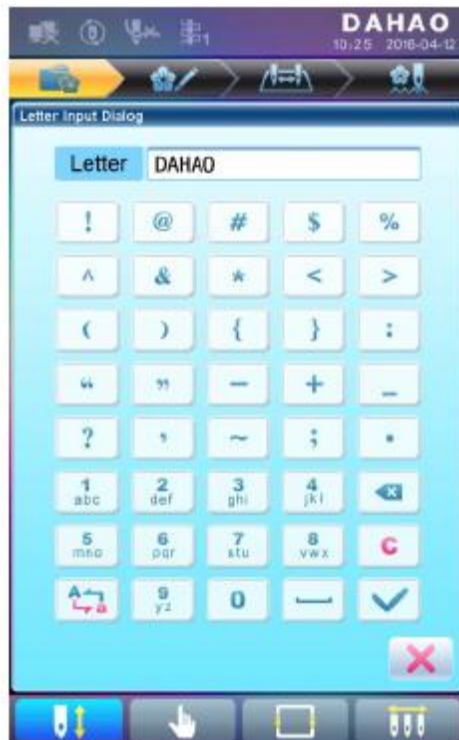 DAHAO
1
10:25 2016-04-12
Letter Input Dialog
Letter DAHAO
! @ # $ %
^ & * < >
( ) { } :
“ ” − + _
? , ~ ; .
1 2 3 4
abc def ghi jkl
5 6 7 8 C
mno pqr stu vwx
A a 9 0
yz